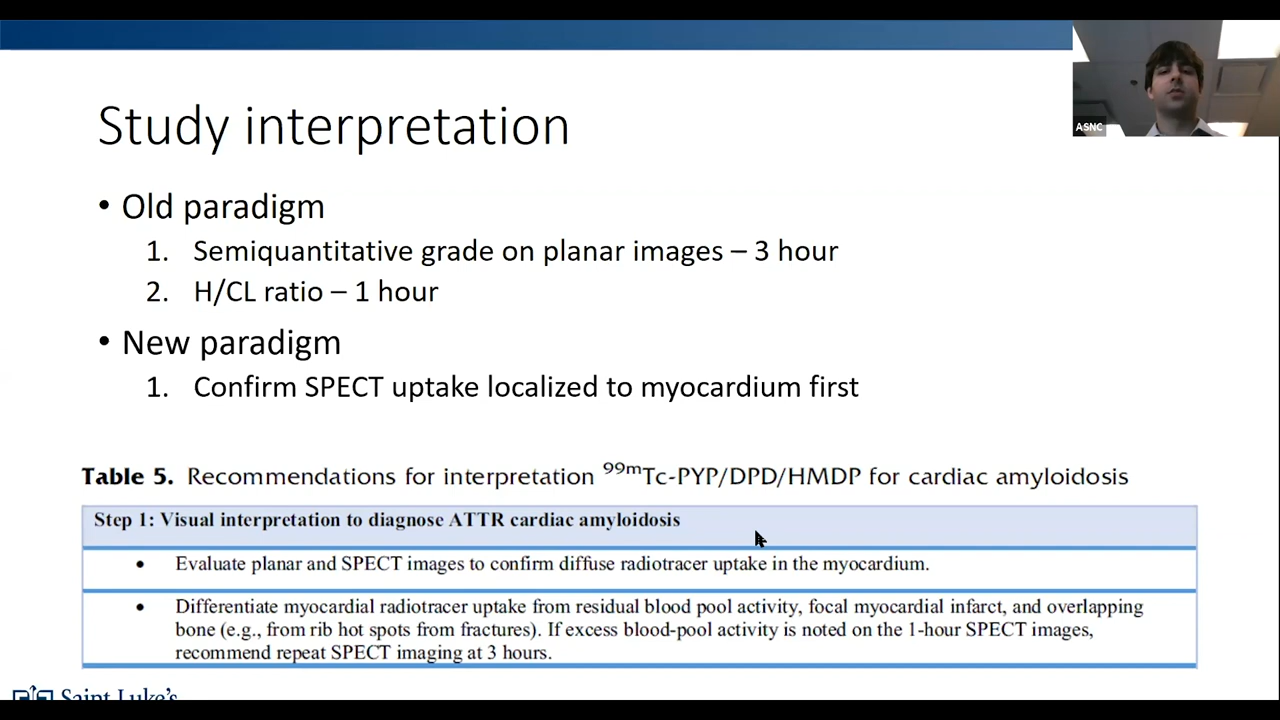 ASNC
Study interpretation
• Old paradigm
1. Semiquantitative grade on planar images – 3 hour
2. H/CL ratio – 1 hour
• New paradigm
1. Confirm SPECT uptake localized to myocardium first
Table 5. Recommendations for interpretation ⁹⁹ᵐTc-PYP/DPD/HMDP for cardiac amyloidosis
Step 1: Visual interpretation to diagnose ATTR cardiac amyloidosis
• Evaluate planar and SPECT images to confirm diffuse radiotracer uptake in the myocardium.
• Differentiate myocardial radiotracer uptake from residual blood pool activity, focal myocardial infarct, and overlapping
bone (e.g., from rib hot spots from fractures). If excess blood-pool activity is noted on the 1-hour SPECT images,
recommend repeat SPECT imaging at 3 hours.
Saint Luke's